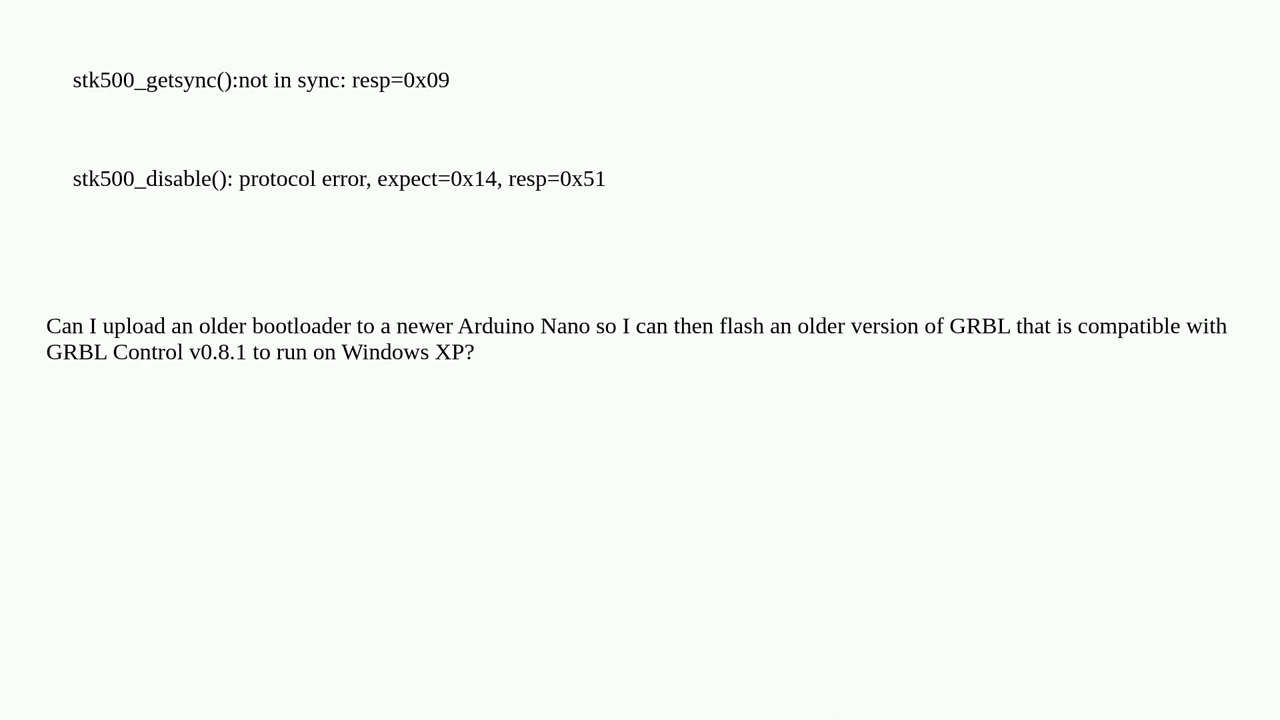 stk500_getsync():not in sync: resp=0x09
stk500_disable(): protocol error, expect=0x14, resp=0x51
Can I upload an older bootloader to a newer Arduino Nano so I can then flash an older version of GRBL that is compatible with
GRBL Control v0.8.1 to run on Windows XP?